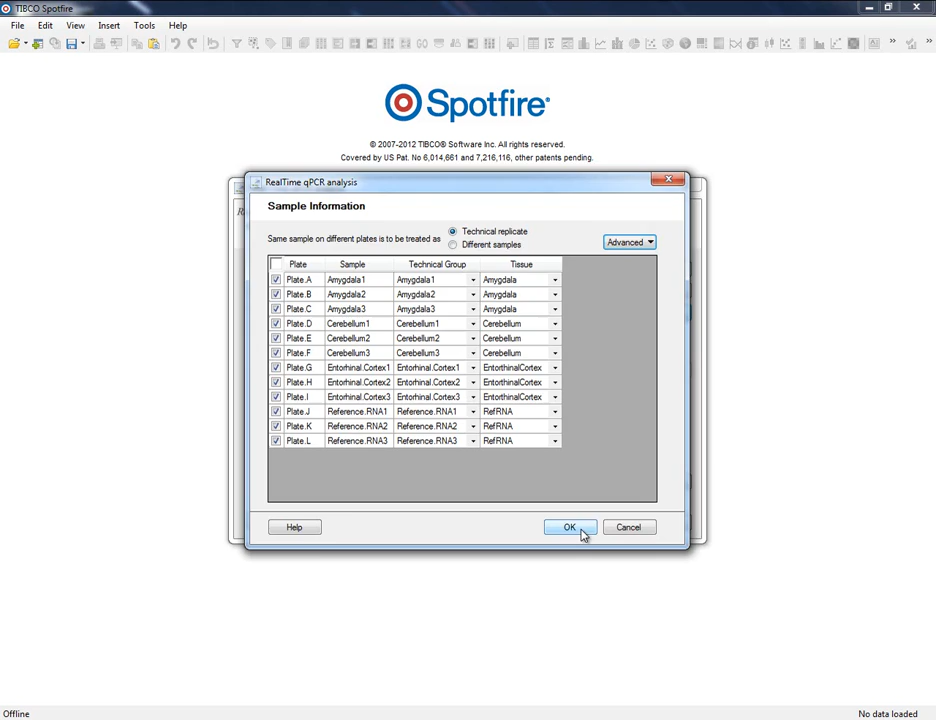 TIBCO Spotfire
File Edit View Insert Tools Help
Spotfire®
© 2007-2012 TIBCO® Software Inc. All rights reserved.
Covered by US Pat. No 6,014,661 and 7,216,116, other patents pending.
RealTime qPCR analysis
Sample Information
Same sample on different plates is to be treated as
Technical replicate
Different samples
Advanced
Plate Sample Technical Group Tissue
Plate.A Amygdala1 Amygdala1 Amygdala
Plate.B Amygdala2 Amygdala2 Amygdala
Plate.C Amygdala3 Amygdala3 Amygdala
Plate.D Cerebellum1 Cerebellum1 Cerebellum
Plate.E Cerebellum2 Cerebellum2 Cerebellum
Plate.F Cerebellum3 Cerebellum3 Cerebellum
Plate.G Entorhinal.Cortex1 Entorhinal.Cortex1 EntorthinalCortex
Plate.H Entorhinal.Cortex2 Entorhinal.Cortex2 EntorthinalCortex
Plate.I Entorhinal.Cortex3 Entorhinal.Cortex3 EntorthinalCortex
Plate.J Reference.RNA1 Reference.RNA1 RefRNA
Plate.K Reference.RNA2 Reference.RNA2 RefRNA
Plate.L Reference.RNA3 Reference.RNA3 RefRNA
Help OK Cancel
Offline No data loaded